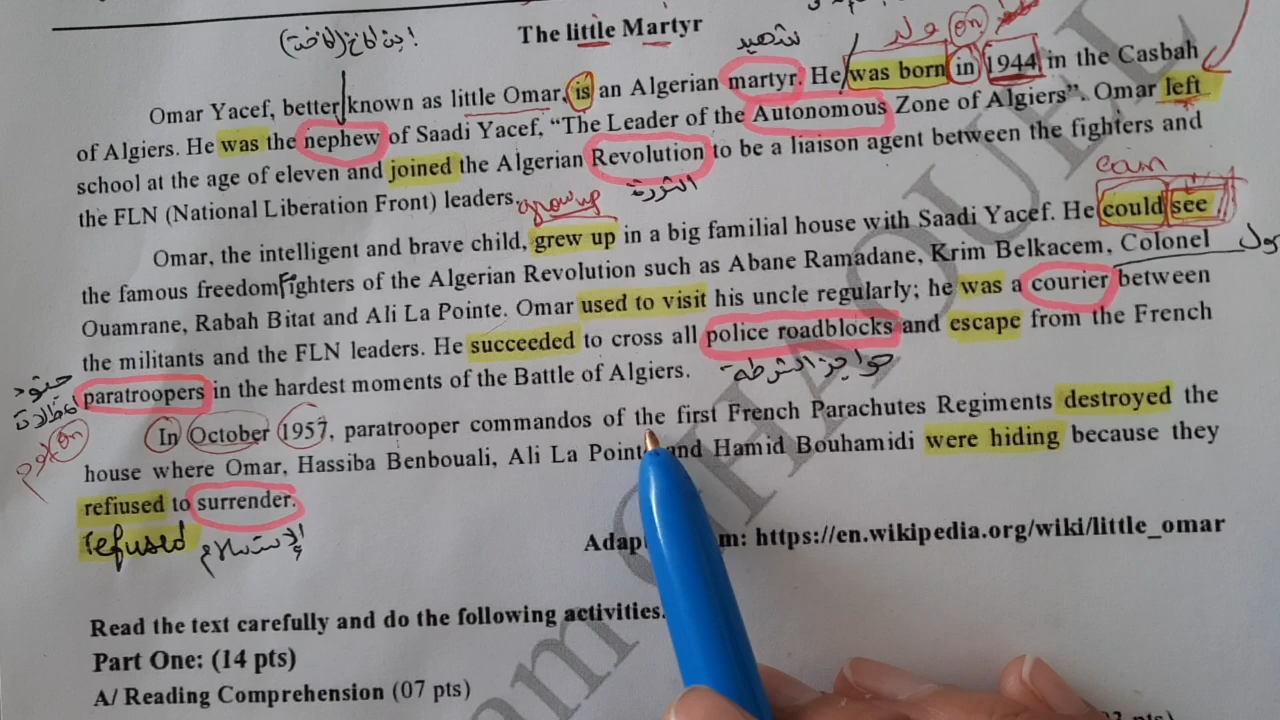 The little Martyr
شهيد
ولد on
Omar Yacef, better known as little Omar, is an Algerian martyr. He was born in 1944 in the Casbah
of Algiers. He was the nephew of Saadi Yacef, “The Leader of the Autonomous Zone of Algiers”. Omar left
school at the age of eleven and joined the Algerian Revolution to be a liaison agent between the fighters and
the FLN (National Liberation Front) leaders.
grow up
الثورة
can
Omar, the intelligent and brave child, grew up in a big familial house with Saadi Yacef. He could see
the famous freedom fighters of the Algerian Revolution such as Abane Ramadane, Krim Belkacem, Colonel
Ouamrane, Rabah Bitat and Ali La Pointe. Omar used to visit his uncle regularly; he was a courier between
the militants and the FLN leaders. He succeeded to cross all police roadblocks and escape from the French
paratroopers in the hardest moments of the Battle of Algiers.
حواجز الشرطة
on
In October 1957, paratrooper commandos of the first French Parachutes Regiments destroyed the
house where Omar, Hassiba Benbouali, Ali La Point and Hamid Bouhamidi were hiding because they
refiused to surrender.
refused الإستسلام
https://en.wikipedia.org/wiki/little_omar
Read the text carefully and do the following activities.
Part One: (14 pts)
A/ Reading Comprehension (07 pts)